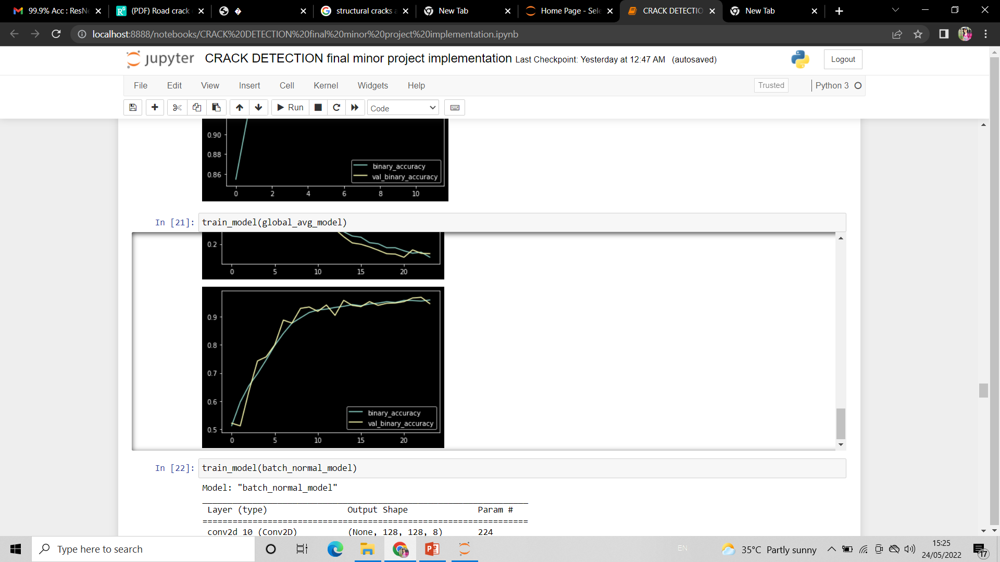 99.9% Acc : ResN
(PDF) Road crack
�
structural cracks a
New Tab
Home Page - Sele
CRACK DETECTIO
New Tab
localhost:8888/notebooks/CRACK%20DETECTION%20final%20minor%20project%20implementation.ipynb
jupyter CRACK DETECTION final minor project implementation Last Checkpoint: Yesterday at 12:47 AM (autosaved)
Logout
File Edit View Insert Cell Kernel Widgets Help
Trusted
Python 3
Run
Code
0.90
0.88
0.86
binary_accuracy
val_binary_accuracy
0 2 4 6 8 10
In [21]: train_model(global_avg_model)
0.2
0 5 10 15 20
0.9
0.8
0.7
0.6
0.5
binary_accuracy
val_binary_accuracy
0 5 10 15 20
In [22]: train_model(batch_normal_model)
Model: "batch_normal_model"
Layer (type) Output Shape Param #
conv2d_10 (Conv2D) (None, 128, 128, 8) 224
Type here to search
EN
35°C Partly sunny
15:25
24/05/2022
17